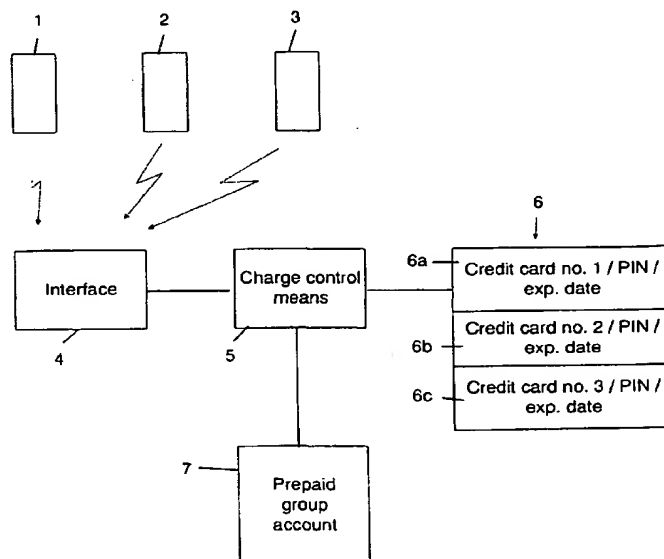 1
2
3
6
6a
Credit card no. 1 / PIN /
exp. date
Interface
Charge control
means
4
5
6b
Credit card no. 2 / PIN /
exp. date
6c
Credit card no. 3 / PIN /
exp. date
7
Prepaid
group
account